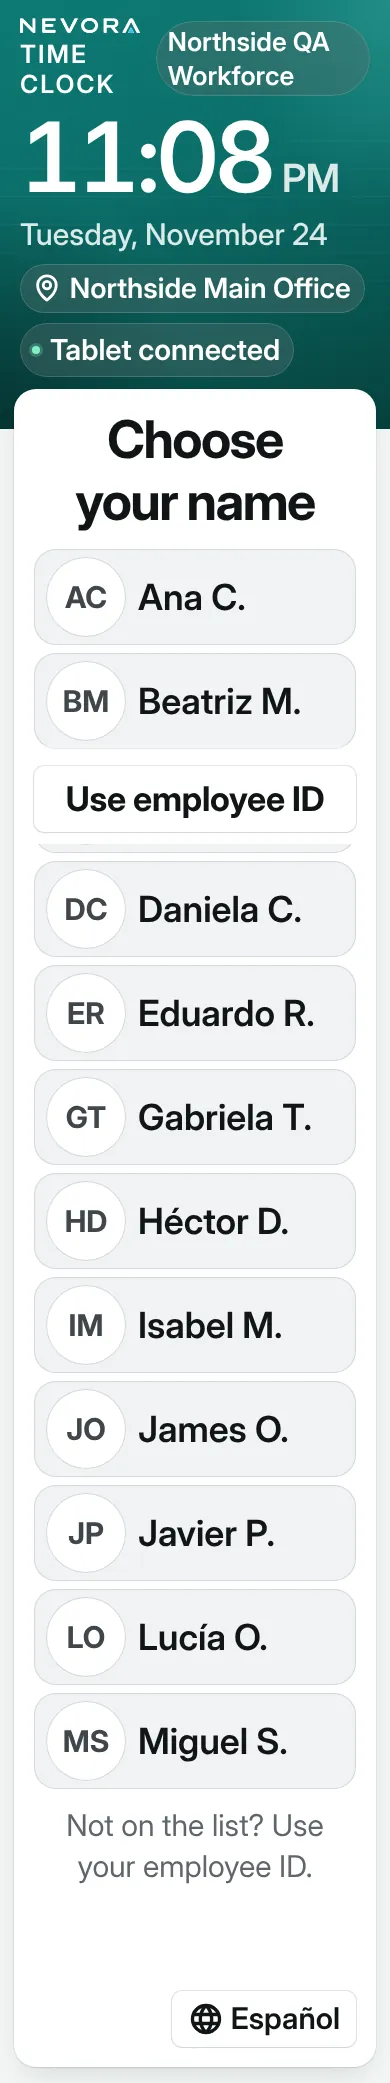 NEVORA
TIME
CLOCK
Northside QA
Workforce
11:08 PM
Tuesday, November 24
Northside Main Office
Tablet connected
Choose
your name
AC Ana C.
BM Beatriz M.
Use employee ID
DC Daniela C.
ER Eduardo R.
GT Gabriela T.
HD Héctor D.
IM Isabel M.
JO James O.
JP Javier P.
LO Lucía O.
MS Miguel S.
Not on the list? Use
your employee ID.
Español